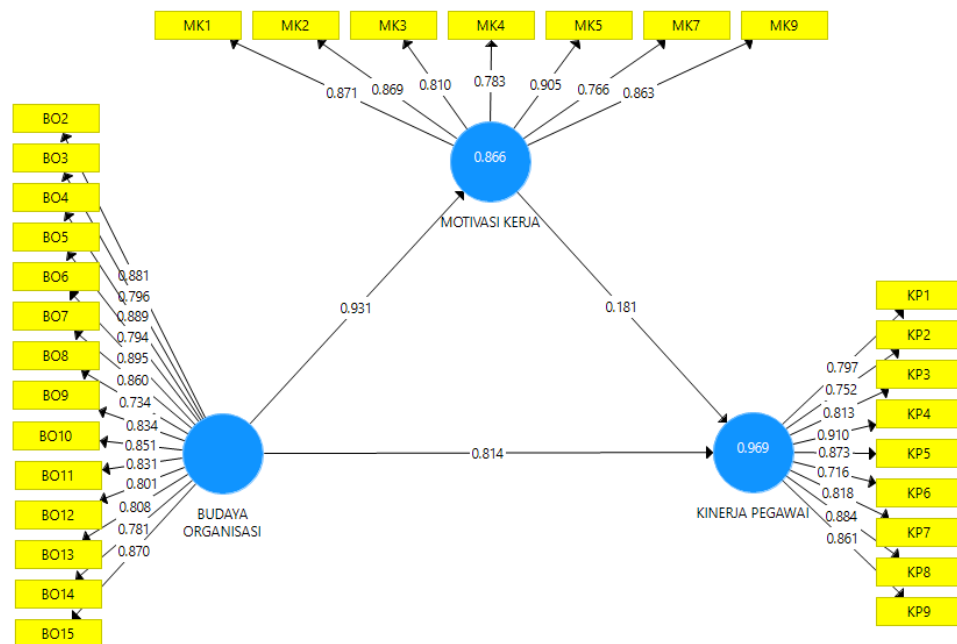 MK1
MK2
MK3
MK4
MK5
MK7
MK9
0.871
0.869
0.810
0.783
0.905
0.766
0.863
0.866
MOTIVASI KERJA
BO2
BO3
BO4
BO5
BO6
BO7
BO8
BO9
BO10
BO11
BO12
BO13
BO14
BO15
0.881
0.796
0.889
0.794
0.895
0.860
0.734
0.834
0.851
0.831
0.801
0.808
0.781
0.870
BUDAYA
ORGANISASI
0.931
0.181
0.814
0.969
KINERJA PEGAWAI
0.797
0.752
0.813
0.910
0.873
0.716
0.818
0.884
0.861
KP1
KP2
KP3
KP4
KP5
KP6
KP7
KP8
KP9